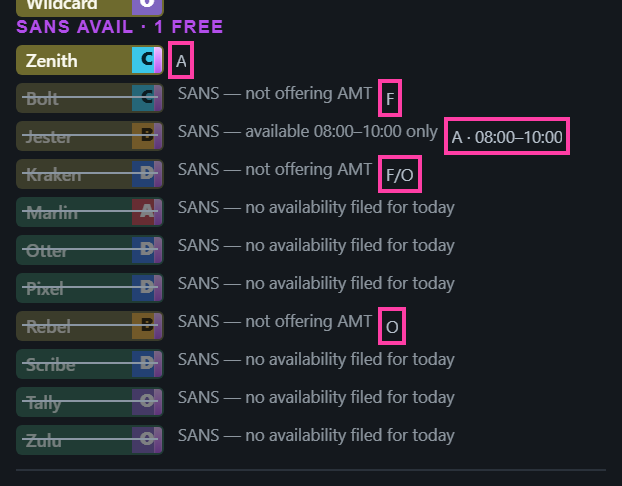 Wildcard O
SANS AVAIL · 1 FREE
Zenith C A
Bolt C SANS — not offering AMT F
Jester B SANS — available 08:00–10:00 only A · 08:00–10:00
Kraken D SANS — not offering AMT F/O
Marlin A SANS — no availability filed for today
Otter D SANS — no availability filed for today
Pixel D SANS — no availability filed for today
Rebel B SANS — not offering AMT O
Scribe D SANS — no availability filed for today
Tally O SANS — no availability filed for today
Zulu O SANS — no availability filed for today